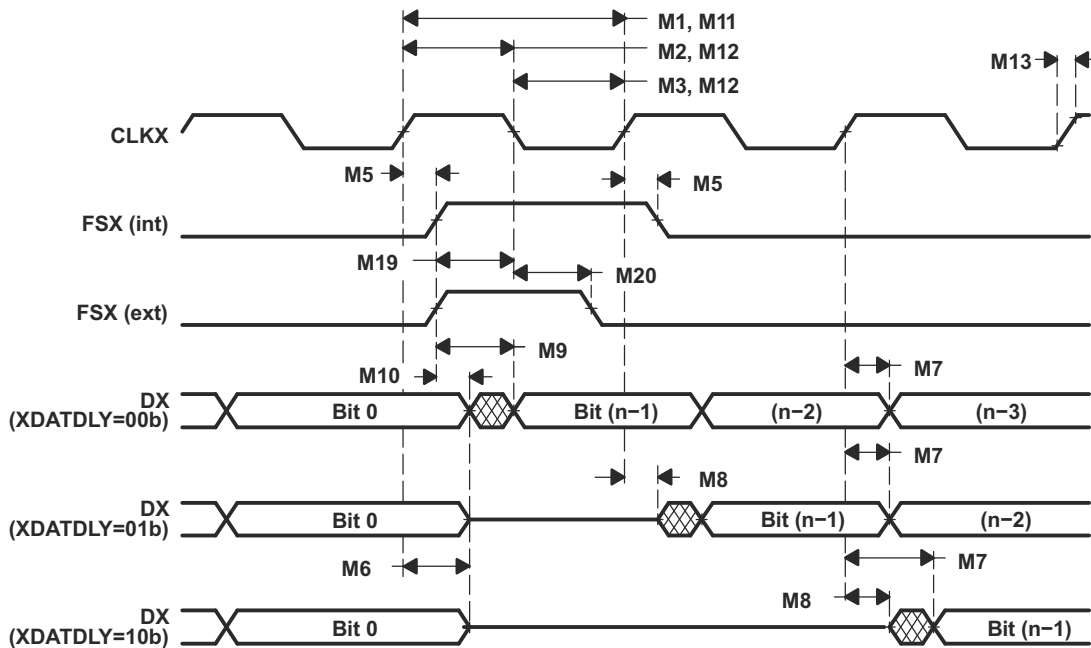 M1, M11
M2, M12
M13
M3, M12
CLKX
M5
M5
FSX (int)
M19
M20
FSX (ext)
M9
M10
M7
DX
(XDATDLY=00b)
Bit 0
Bit (n−1)
(n−2)
(n−3)
M7
M8
DX
(XDATDLY=01b)
Bit 0
Bit (n−1)
(n−2)
M6
M7
M8
DX
(XDATDLY=10b)
Bit 0
Bit (n−1)